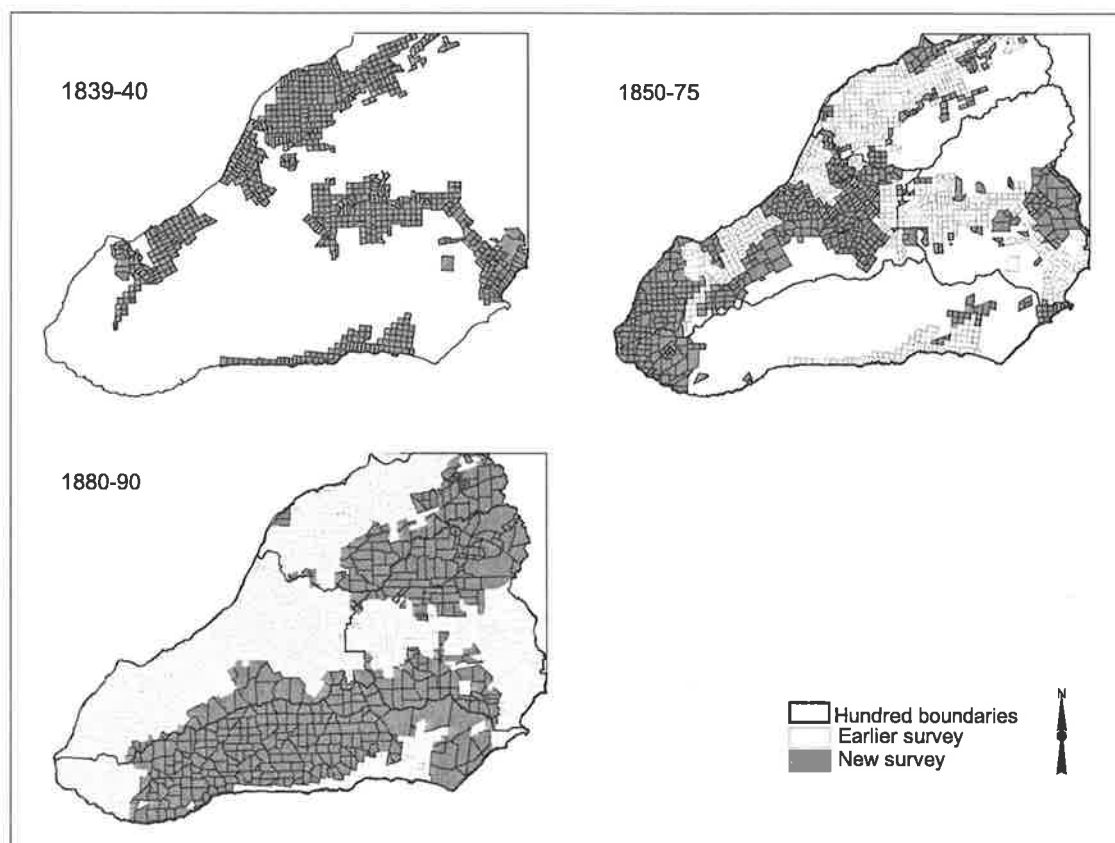 1839-40
1850-75
1880-90
N
Hundred boundaries
Earlier survey
New survey